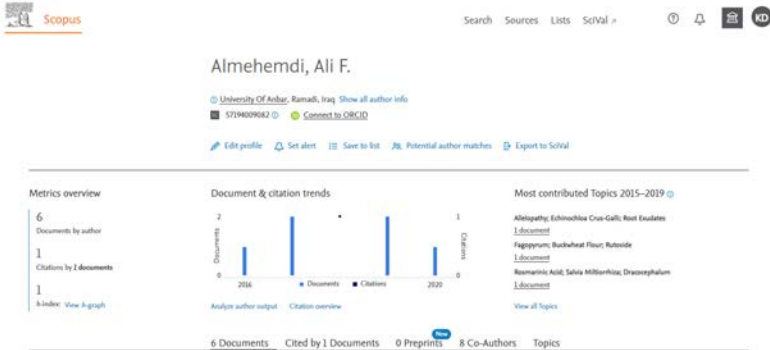 Scopus
Search Sources Lists SciVal ↗
KD
Almehemdi, Ali F.
University Of Anbar, Ramadi, Iraq Show all author info
SC 57194009082 Connect to ORCID
Edit profile Set alert Save to list Potential author matches Export to SciVal
Metrics overview
6
Documents by author
1
Citations by 1 documents
1
h-index: View h-graph
Document & citation trends
2 1
Documents Citations
0 0
2016 Documents Citations 2020
Analyze author output Citation overview
Most contributed Topics 2015–2019
Allelopathy; Echinochloa Crus-Galli; Root Exudates
1 document
Fagopyrum; Buckwheat Flour; Rutoside
1 document
Rosmarinic Acid; Salvia Miltiorrhiza; Dracocephalum
1 document
View all Topics
New
6 Documents Cited by 1 Documents 0 Preprints 8 Co-Authors Topics